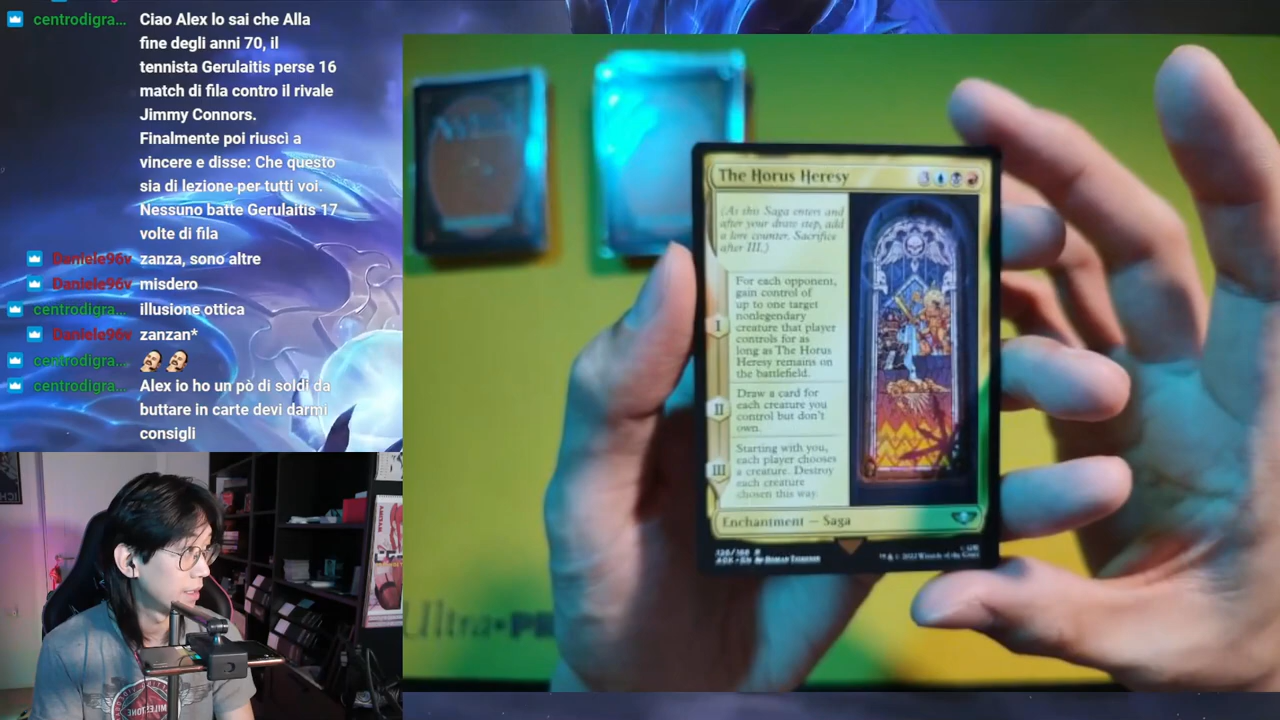 centrodigra... Ciao Alex lo sai che Alla
fine degli anni 70, il
tennista Gerulaitis perse 16
match di fila contro il rivale
Jimmy Connors.
Finalmente poi riuscì a
vincere e disse: Che questo
sia di lezione per tutti voi.
Nessuno batte Gerulaitis 17
volte di fila
Daniele96v zanza, sono altre
Daniele96v misdero
centrodigra... illusione ottica
Daniele96v zanzan*
centrodigra...
centrodigra... Alex io ho un pò di soldi da
buttare in carte devi darmi
consigli
The Horus Heresy 3
(As this Saga enters and
after your draw step, add
a lore counter. Sacrifice
after III.)
I
For each opponent,
gain control of
up to one target
nonlegendary
creature that player
controls for as
long as The Horus
Heresy remains on
the battlefield.
II
Draw a card for
each creature you
control but don't
own.
III
Starting with you,
each player chooses
a creature. Destroy
each creature
chosen this way.
Enchantment — Saga
Ultra•PR
MILESTONE